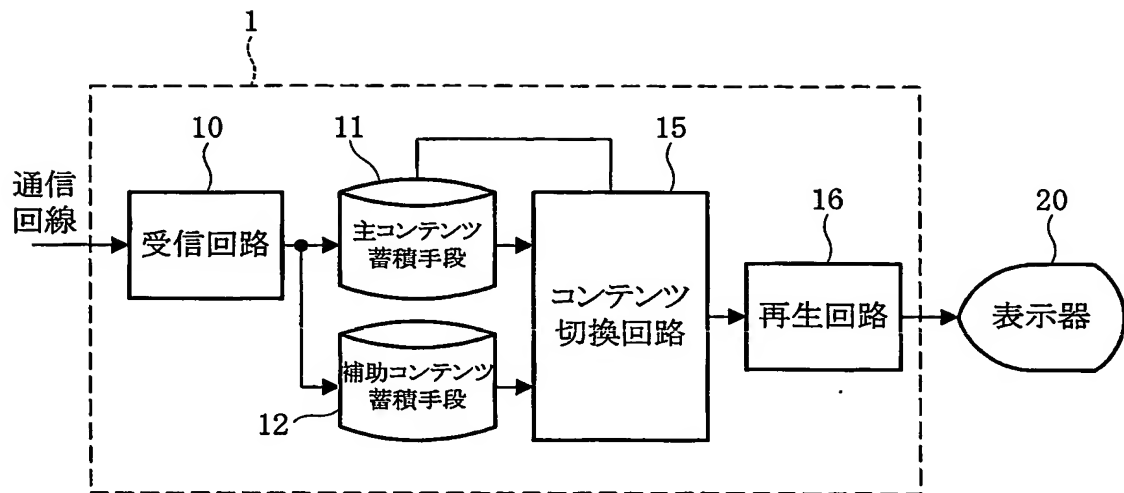 1
10
11
15
16
20
通信
回線
受信回路
主コンテンツ
蓄積手段
補助コンテンツ
蓄積手段
12
コンテンツ
切換回路
再生回路
表示器